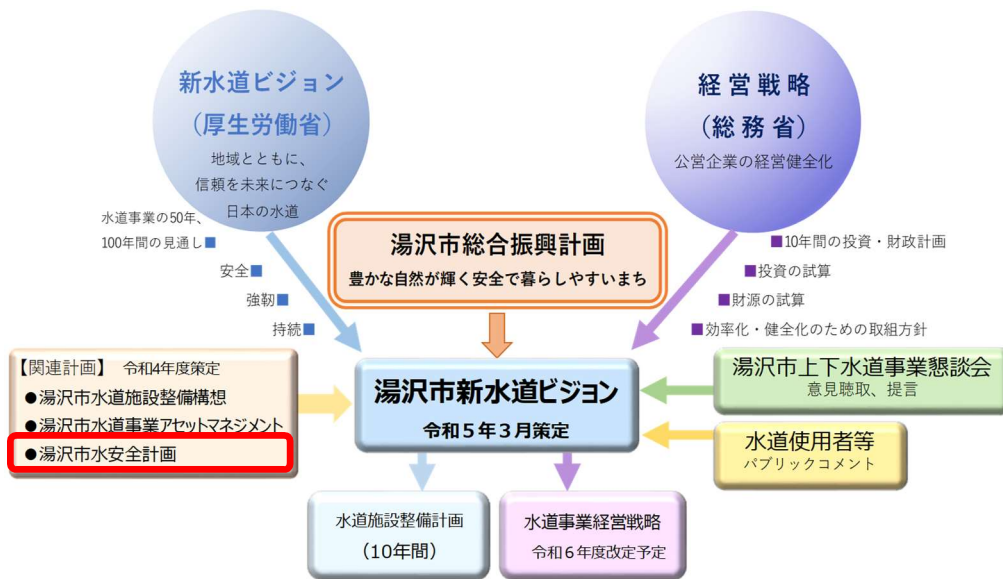 新水道ビジョン
（厚生労働省）
地域とともに、
信頼を未来につなぐ
日本の水道
水道事業の50年、
100年間の見通し■
安全■
強靭■
持続■
経営戦略
（総務省）
公営企業の経営健全化
■10年間の投資・財政計画
■投資の試算
■財源の試算
■効率化・健全化のための取組方針
湯沢市総合振興計画
豊かな自然が輝く安全で暮らしやすいまち
【関連計画】 令和4年度策定
●湯沢市水道施設整備構想
●湯沢市水道事業アセットマネジメント
●湯沢市水安全計画
湯沢市新水道ビジョン
令和５年３月策定
湯沢市上下水道事業懇談会
意見聴取、提言
水道使用者等
パブリックコメント
水道施設整備計画
（10年間）
水道事業経営戦略
令和６年度改定予定